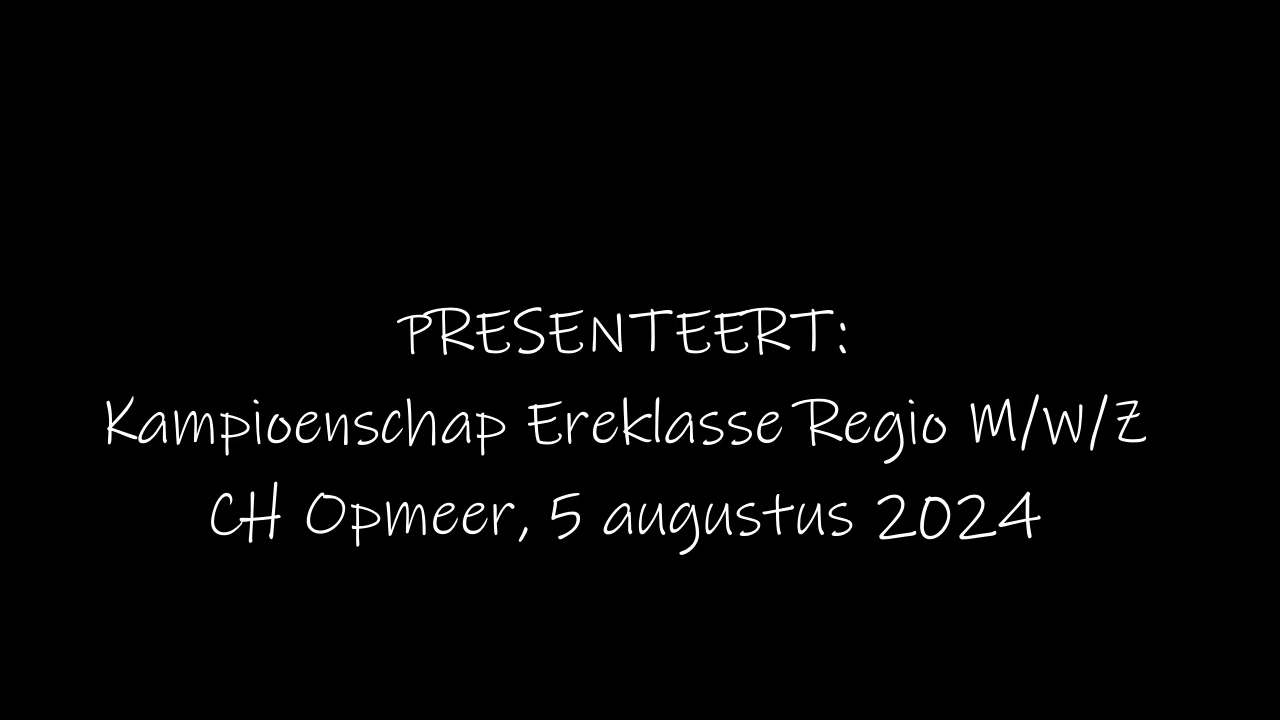 PRESENTEERT:
Kampioenschap Ereklasse Regio M/W/Z
CH Opmeer, 5 augustus 2024